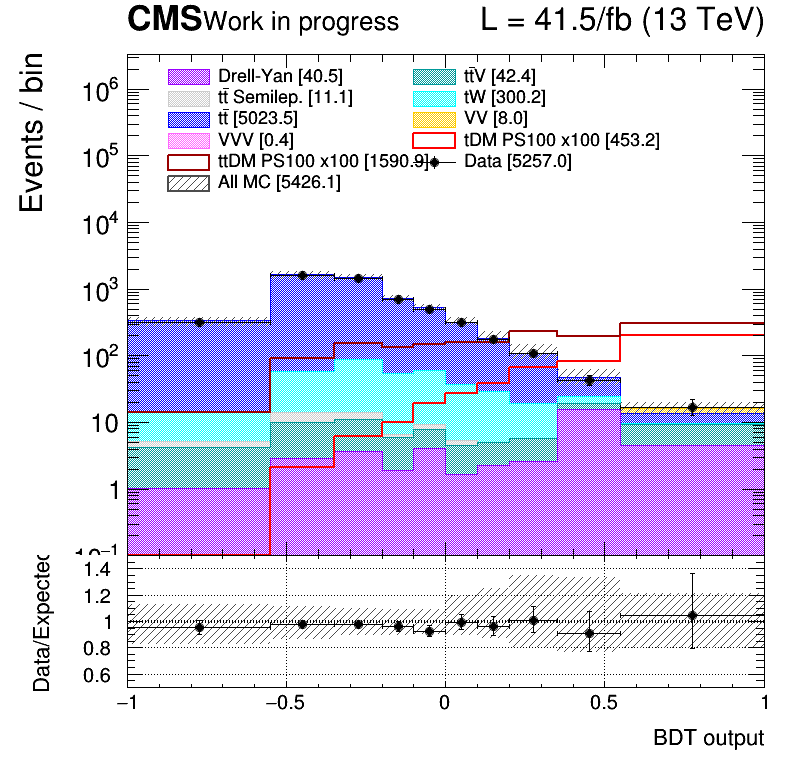 CMS Work in progress L = 41.5/fb (13 TeV)
Events / bin
Drell-Yan [40.5] tt̄V [42.4]
tt̄ Semilep. [11.1] tW [300.2]
tt̄ [5023.5] VV [8.0]
VVV [0.4] tDM PS100 x100 [453.2]
ttDM PS100 x100 [1590.9] Data [5257.0]
All MC [5426.1]
10⁶
10⁵
10⁴
10³
10²
10
1
10⁻¹
Data/Expected
1.4
1.2
1
0.8
0.6
−1 −0.5 0 0.5 1
BDT output